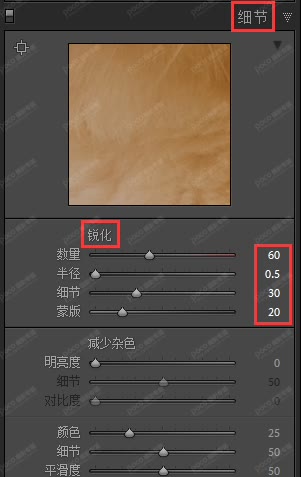 细节
锐化
数量 60
半径 0.5
细节 30
蒙版 20
减少杂色
明亮度 0
细节 50
对比度 0
颜色 25
细节 50
平滑度 50